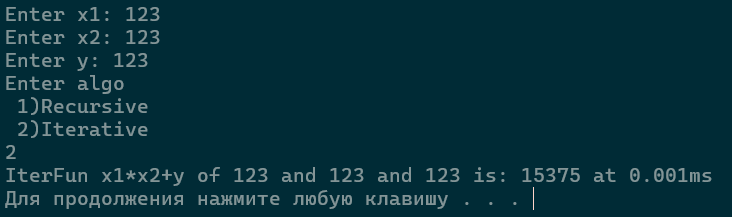 Enter x1: 123
Enter x2: 123
Enter y: 123
Enter algo
 1)Recursive
 2)Iterative
2
IterFun x1*x2+y of 123 and 123 and 123 is: 15375 at 0.001ms
Для продолжения нажмите любую клавишу . . .